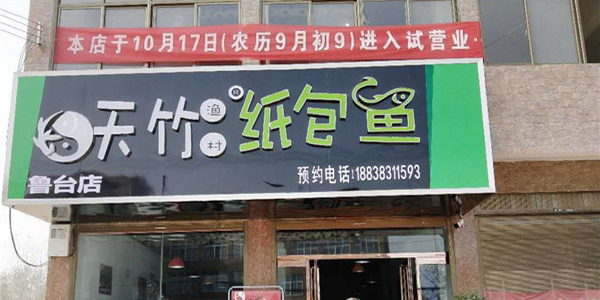 本店于10月17日(农历9月初9)进入试营业
天竹渔村®纸包鱼
鲁台店
预约电话:18838311593